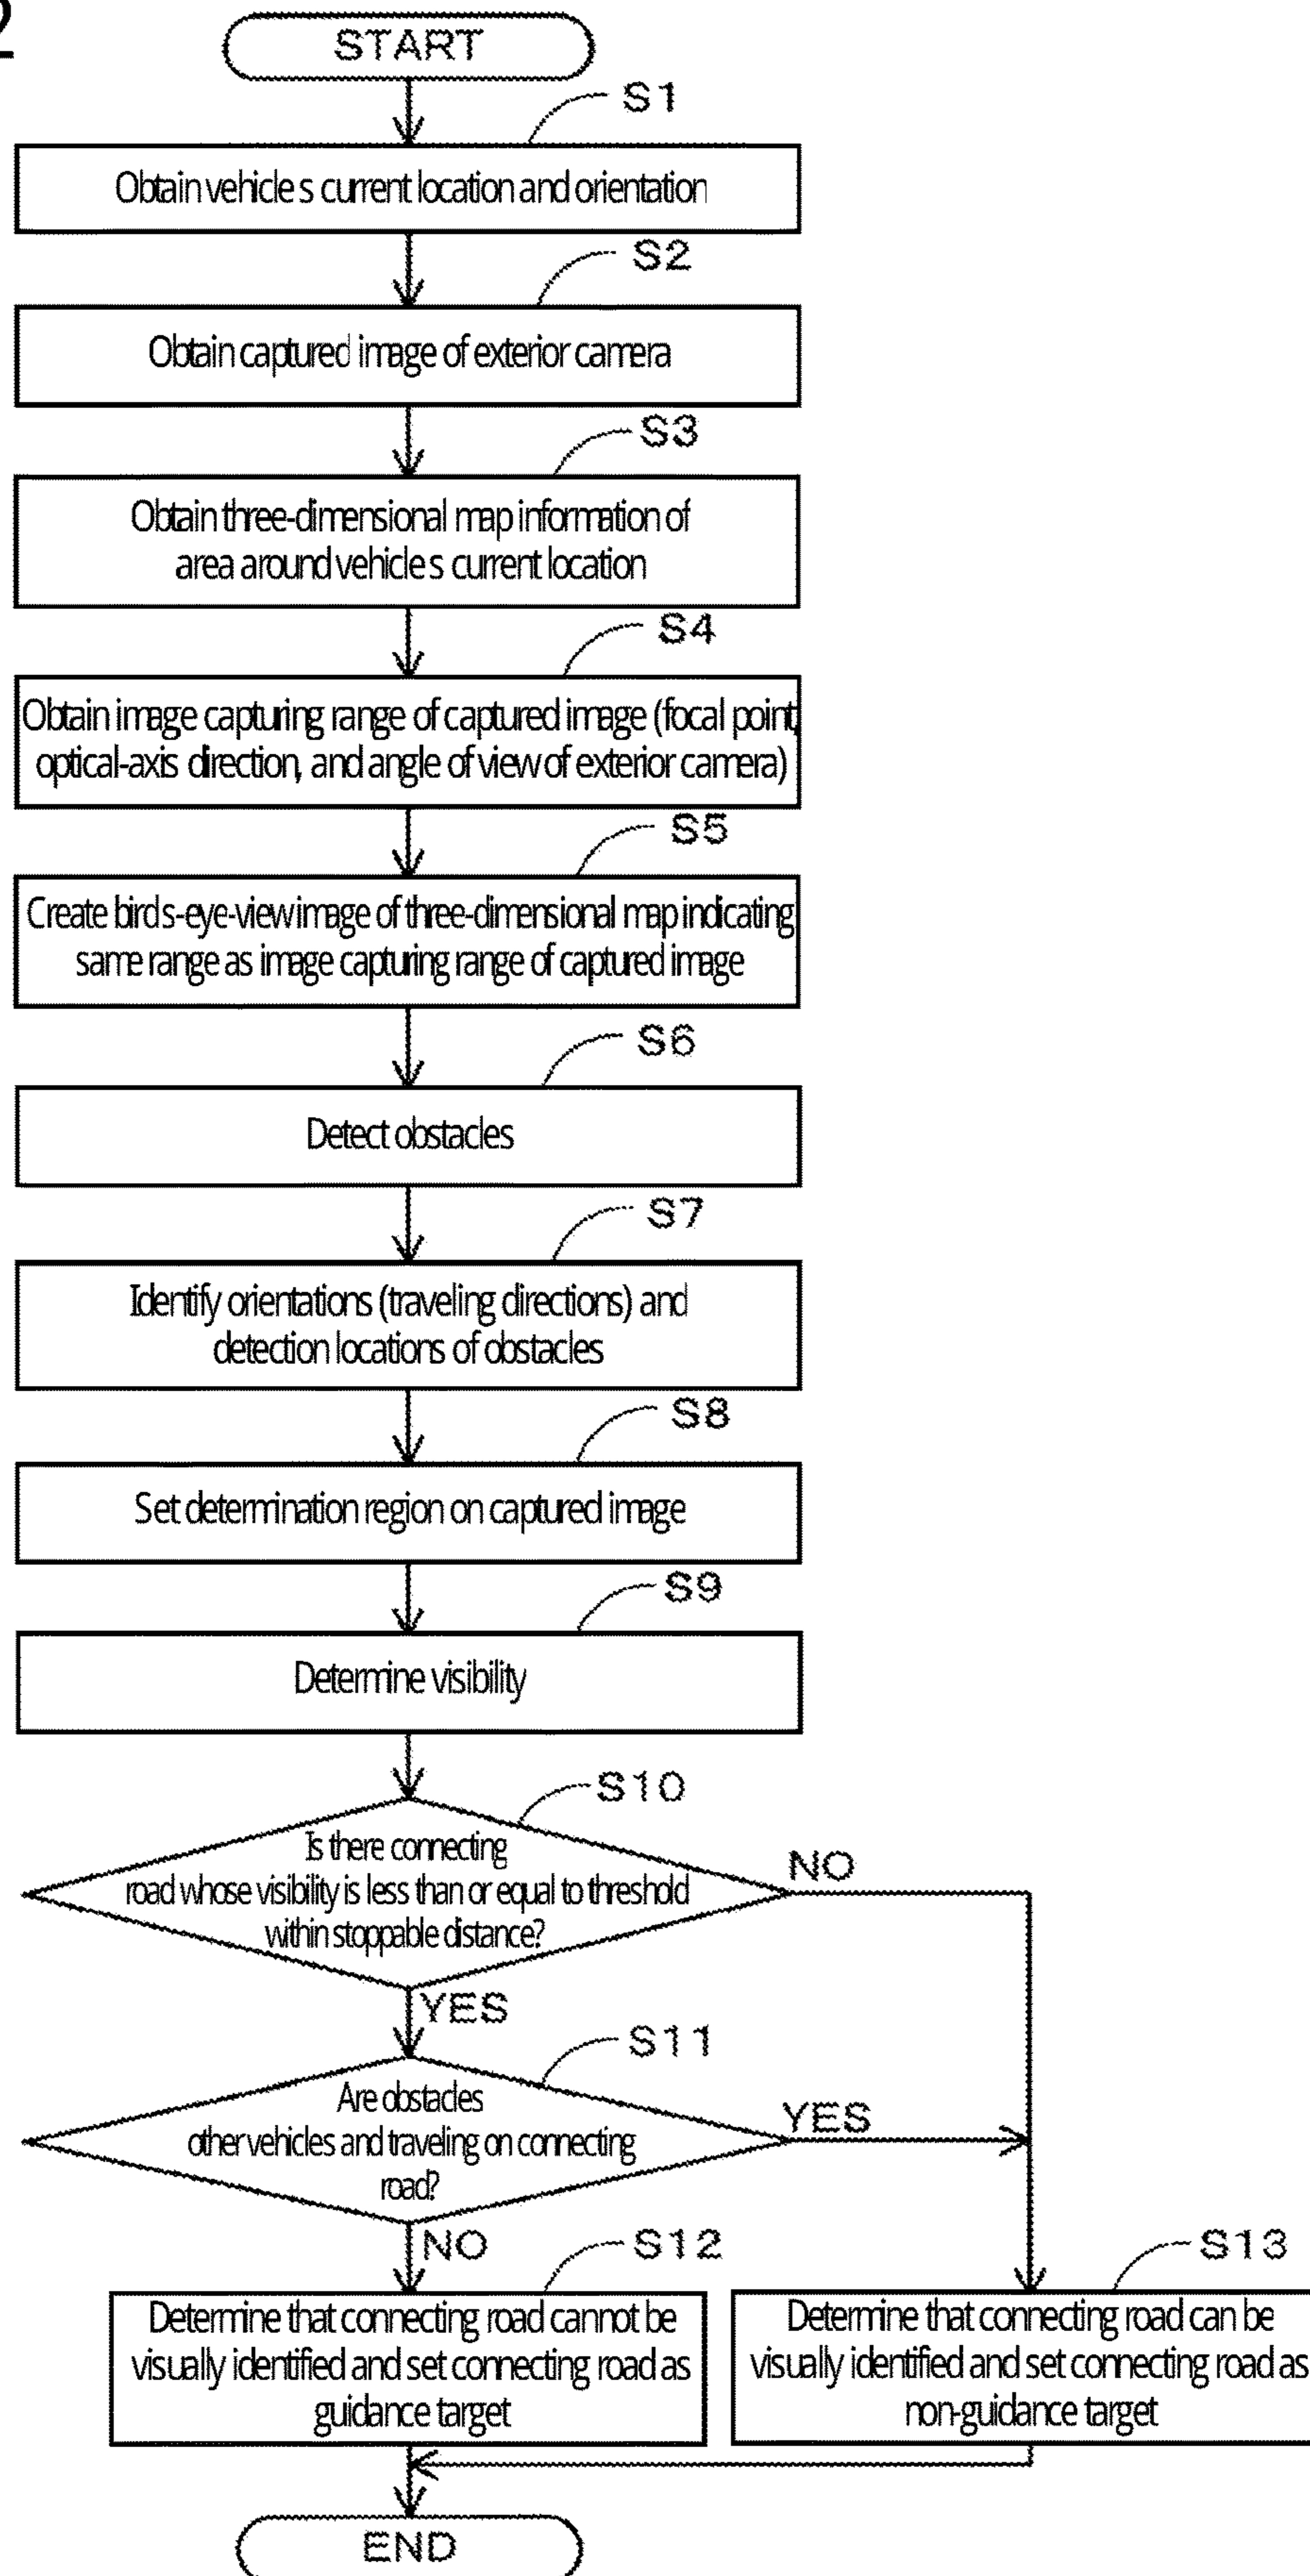 2
START
S1
Obtain vehicle s current location and orientation
S2
Obtain captured image of exterior camera
S3
Obtain three-dimensional map information of
area around vehicle s current location
S4
Obtain image capturing range of captured image (focal point,
optical-axis direction, and angle of view of exterior camera)
S5
Create bird s-eye-view image of three-dimensional map indicating
same range as image capturing range of captured image
S6
Detect obstacles
S7
Identify orientations (traveling directions) and
detection locations of obstacles
S8
Set determination region on captured image
S9
Determine visibility
S10
Is there connecting
road whose visibility is less than or equal to threshold
within stoppable distance?
NO
YES
S11
Are obstacles
other vehicles and traveling on connecting
road?
YES
NO
S12
Determine that connecting road cannot be
visually identified and set connecting road as
guidance target
S13
Determine that connecting road can be
visually identified and set connecting road as
non-guidance target
END